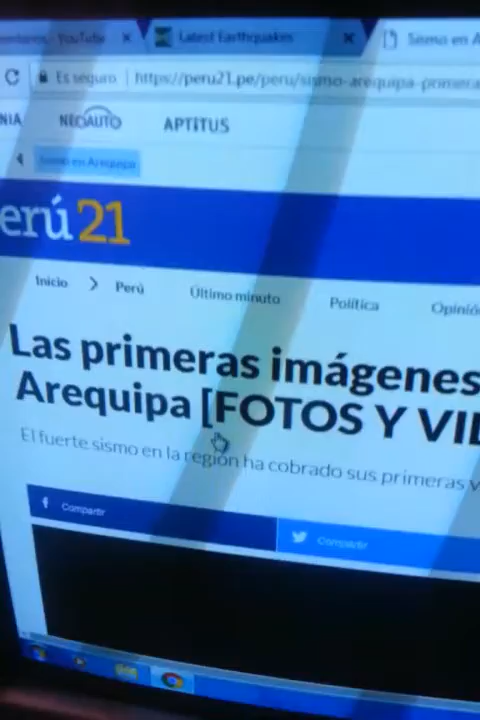 YouTube
Latest Earthquakes
Sismo en A
Es seguro
https://peru21.pe/peru/sismo-arequipa-primera
NIA
NEOAUTO
APTITUS
Sismo en Arequipa
erú21
Inicio
Perú
Último minuto
Política
Opinió
Las primeras imágenes
Arequipa [FOTOS Y VI
El fuerte sismo en la región ha cobrado sus primeras v
Compartir
Compartir